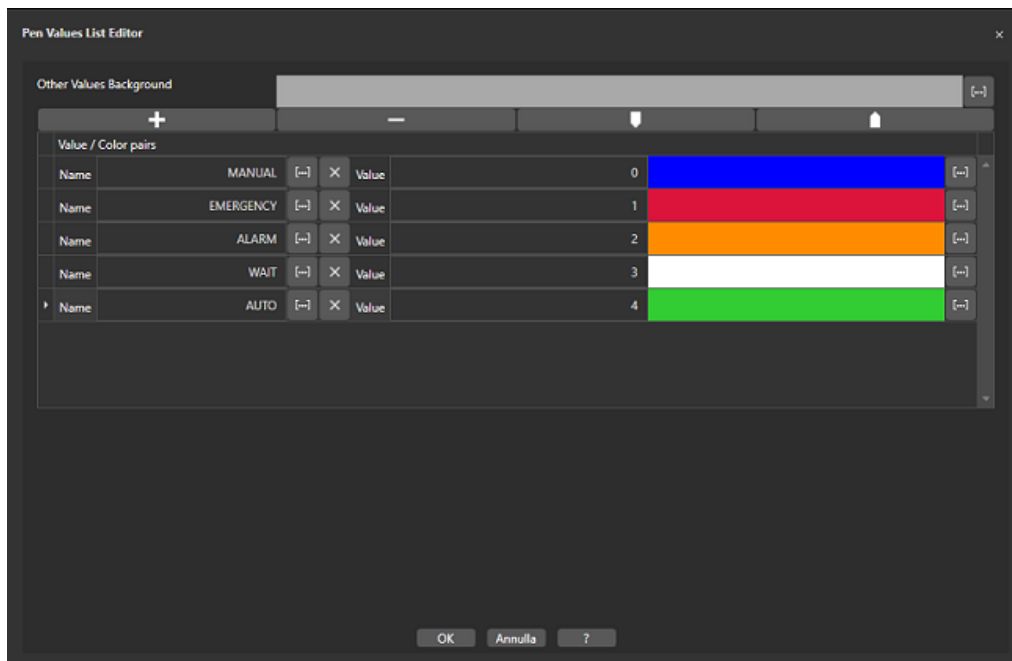 Pen Values List Editor
Other Values Background
Value / Color pairs
Name MANUAL [...] Value 0 [...]
Name EMERGENCY [...] Value 1 [...]
Name ALARM [...] Value 2 [...]
Name WAIT [...] Value 3 [...]
Name AUTO [...] Value 4 [...]
OK Annulla ?